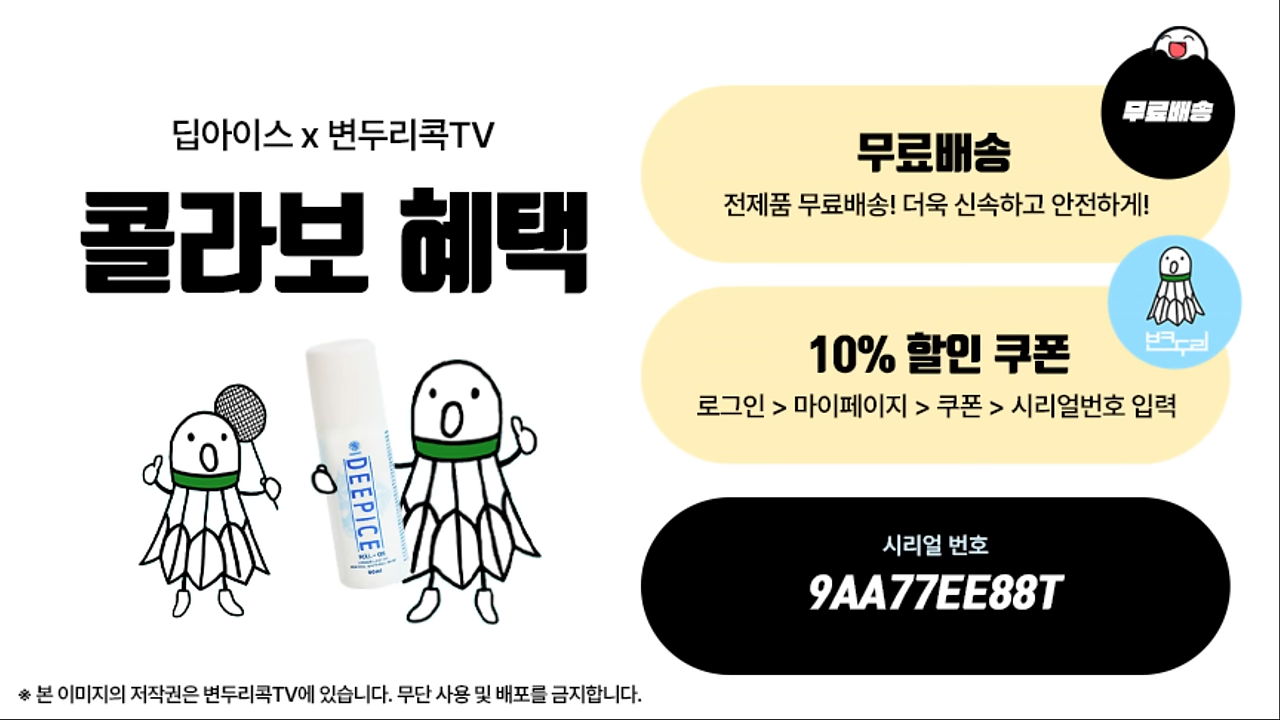 딥아이스 x 변두리콕TV
콜라보 혜택
무료배송
무료배송
전제품 무료배송! 더욱 신속하고 안전하게!
변두리
10% 할인 쿠폰
로그인 > 마이페이지 > 쿠폰 > 시리얼번호 입력
DEEPICE
ROLL - ON
시리얼 번호
9AA77EE88T
※ 본 이미지의 저작권은 변두리콕TV에 있습니다. 무단 사용 및 배포를 금지합니다.